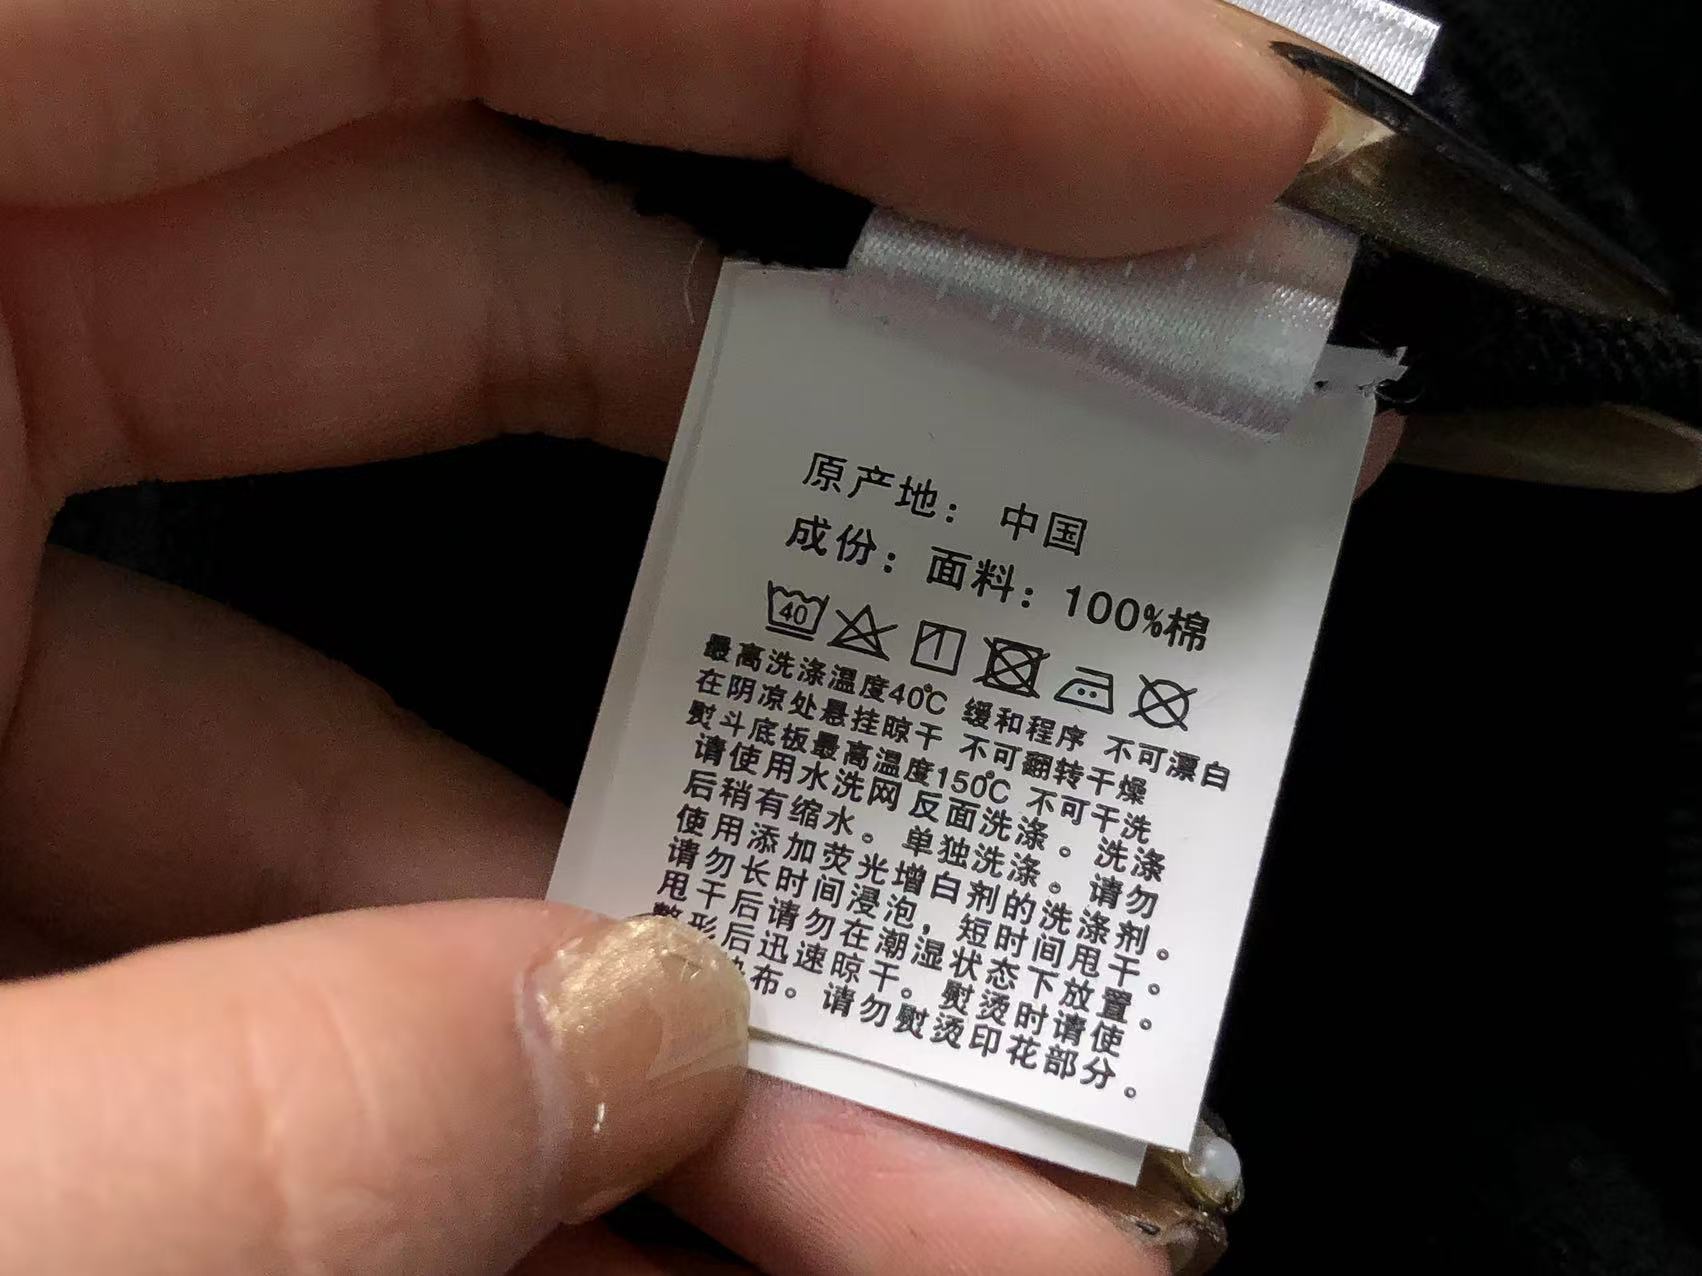 原产地：中国
成份：面料：100%棉
40
最高洗涤温度40℃ 缓和程序 不可漂白
在阴凉处悬挂晾干 不可翻转干燥
熨斗底板最高温度150℃ 不可干洗
请使用水洗网 反面洗涤。洗涤
后稍有缩水。单独洗涤。请勿
使用添加荧光增白剂的洗涤剂。
请勿长时间浸泡，短时间甩干。
甩干后请勿在潮湿状态下放置。
整形后迅速晾干。熨烫时请使
布。请勿熨烫印花部分。